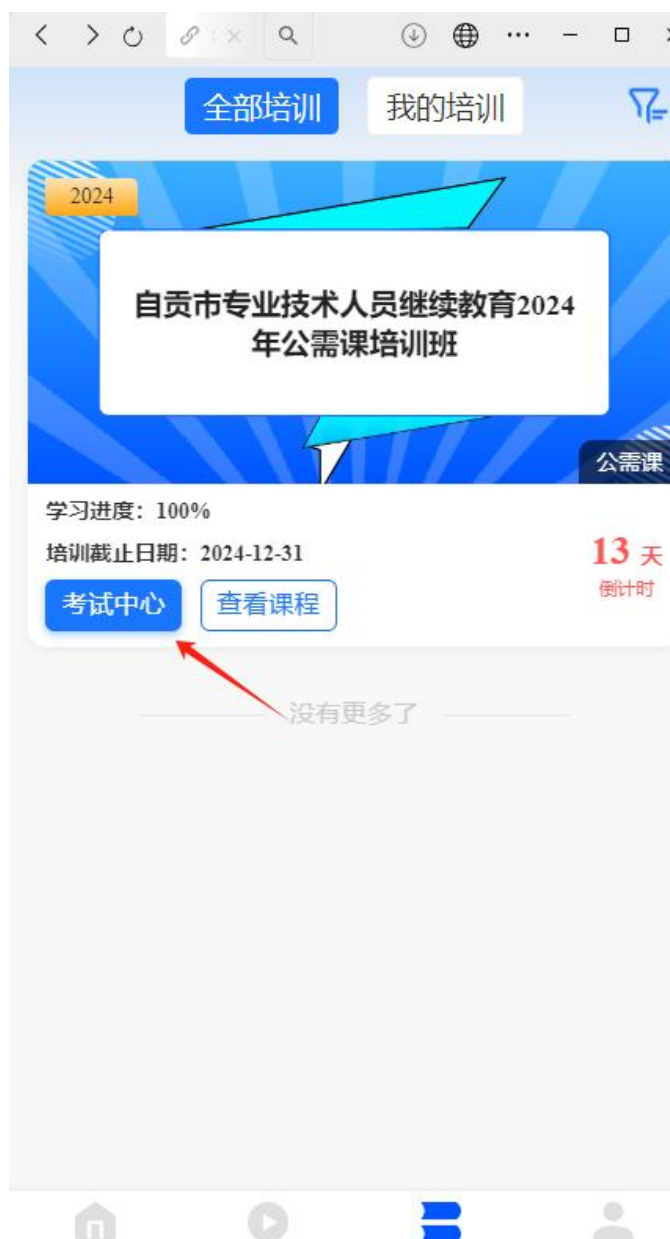 全部培训
我的培训
2024
自贡市专业技术人员继续教育2024
年公需课培训班
公需课
学习进度：100%
培训截止日期：2024-12-31
13 天
倒计时
考试中心
查看课程
没有更多了